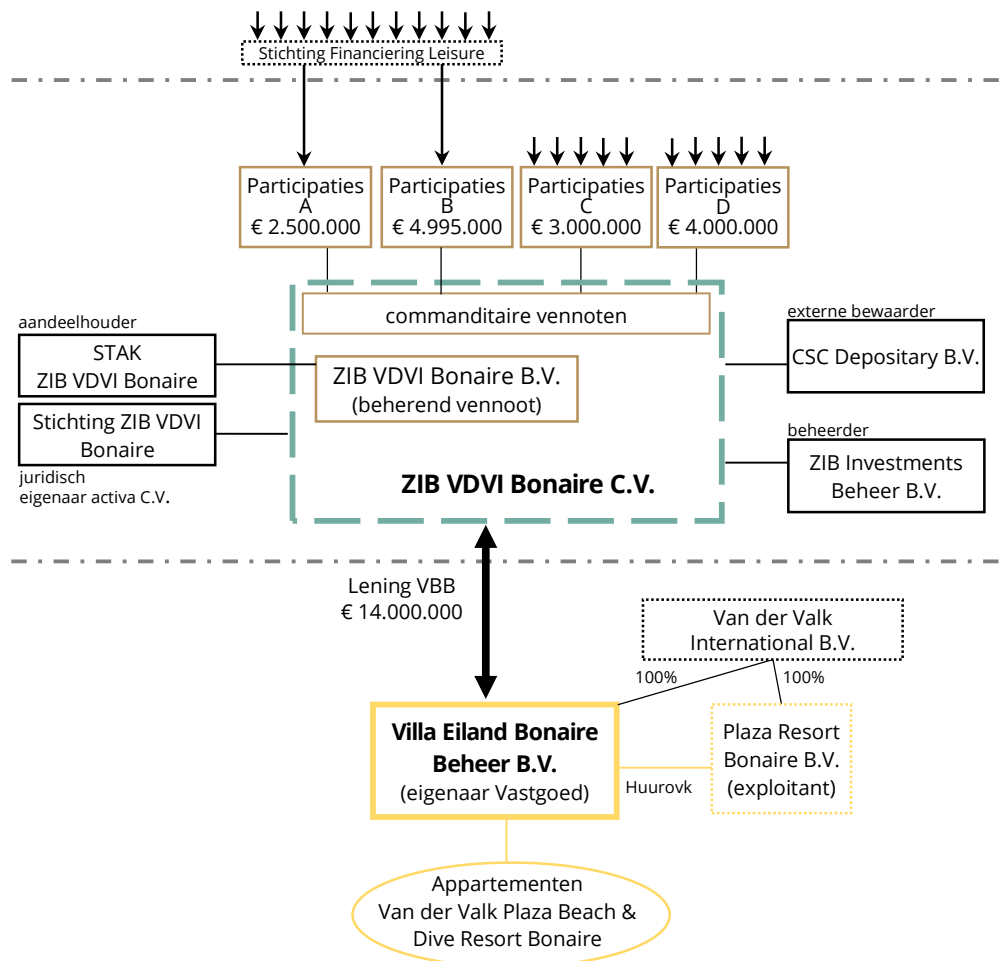 Stichting Financiering Leisure
Participaties
A
€ 2.500.000
Participaties
B
€ 4.995.000
Participaties
C
€ 3.000.000
Participaties
D
€ 4.000.000
commanditaire vennoten
aandeelhouder
STAK
ZIB VDVI Bonaire
Stichting ZIB VDVI
Bonaire
juridisch
eigenaar activa C.V.
ZIB VDVI Bonaire B.V.
(beherend vennoot)
ZIB VDVI Bonaire C.V.
externe bewaarder
CSC Depositary B.V.
beheerder
ZIB Investments
Beheer B.V.
Lening VBB
€ 14.000.000
Van der Valk
International B.V.
100%
100%
Villa Eiland Bonaire
Beheer B.V.
(eigenaar Vastgoed)
Huurovk
Plaza Resort
Bonaire B.V.
(exploitant)
Appartementen
Van der Valk Plaza Beach &
Dive Resort Bonaire